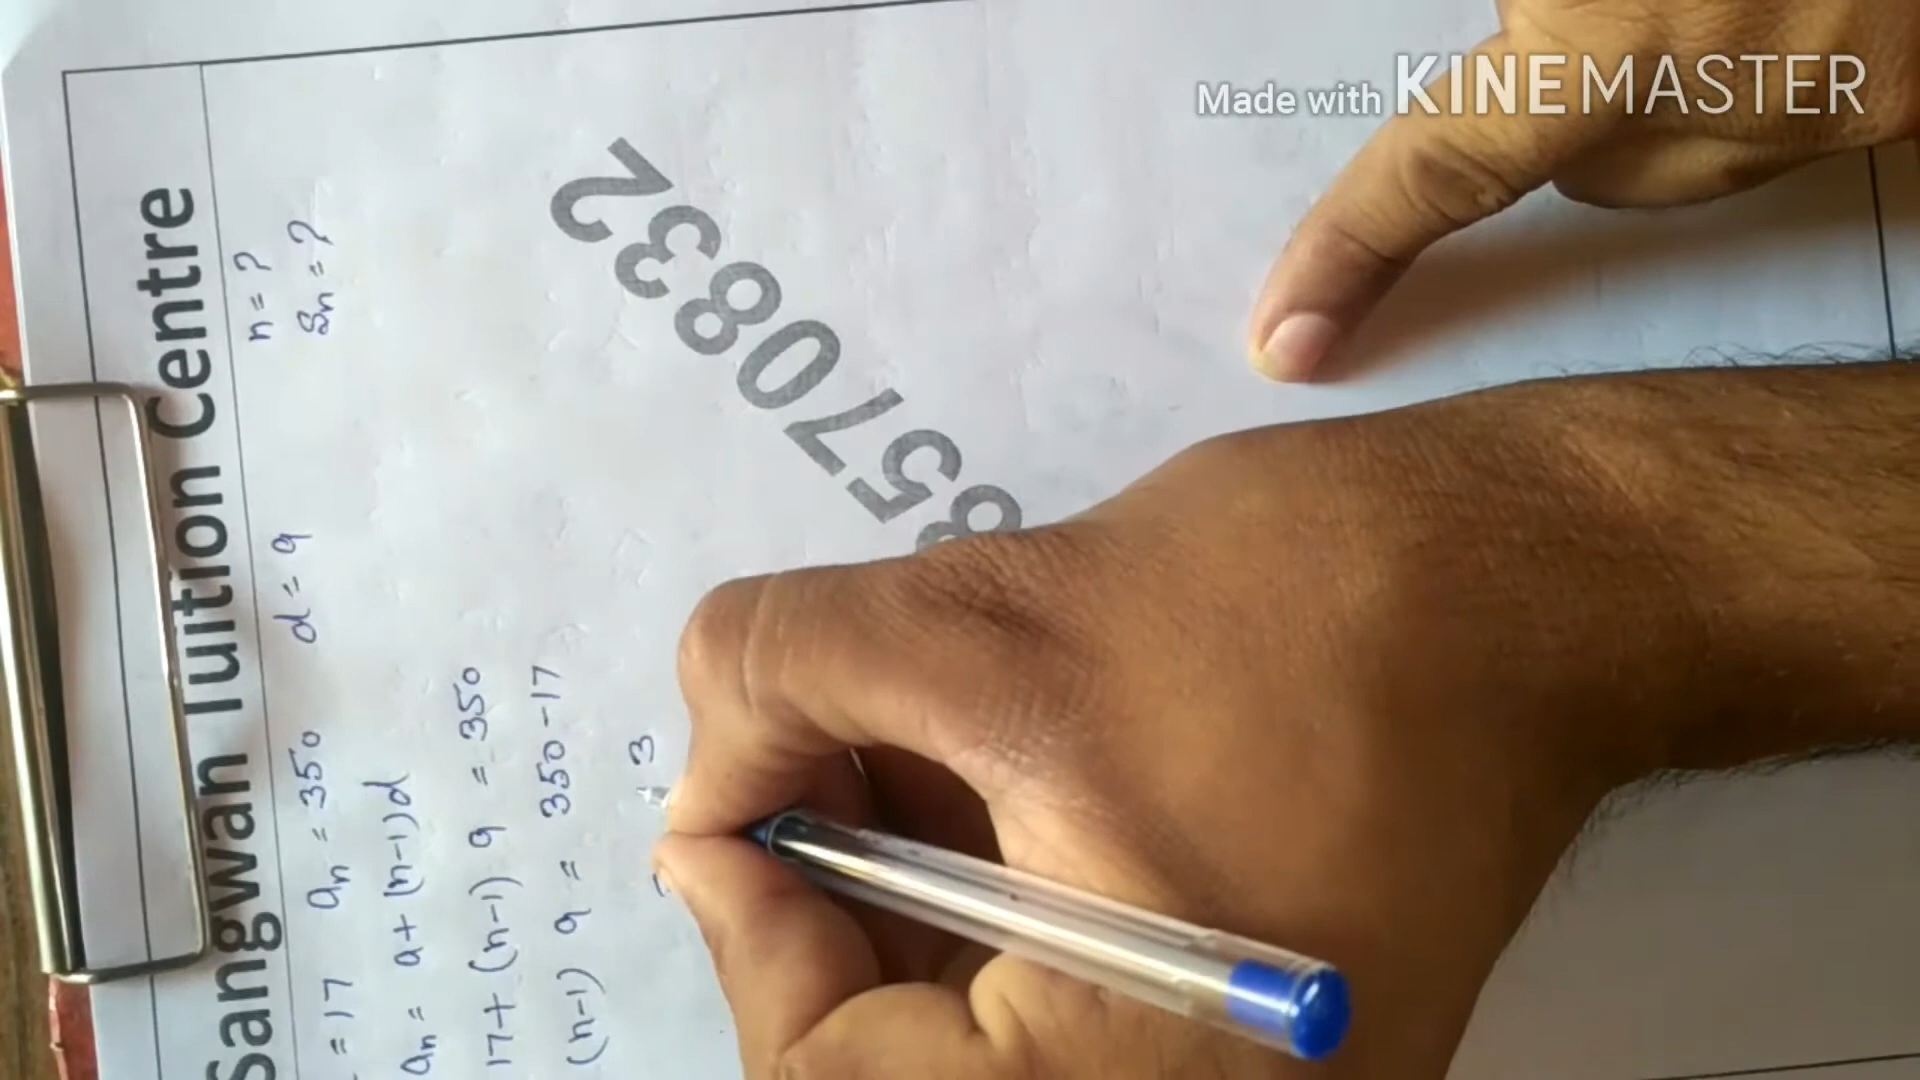 Made with KINEMASTER
Sangwan Tuition Centre
= 17 an = 350 d = 9 n = ?
Sn = ?
an = a + (n-1)d
17 + (n-1) 9 = 350
(n-1) 9 = 350 - 17
3
8570832